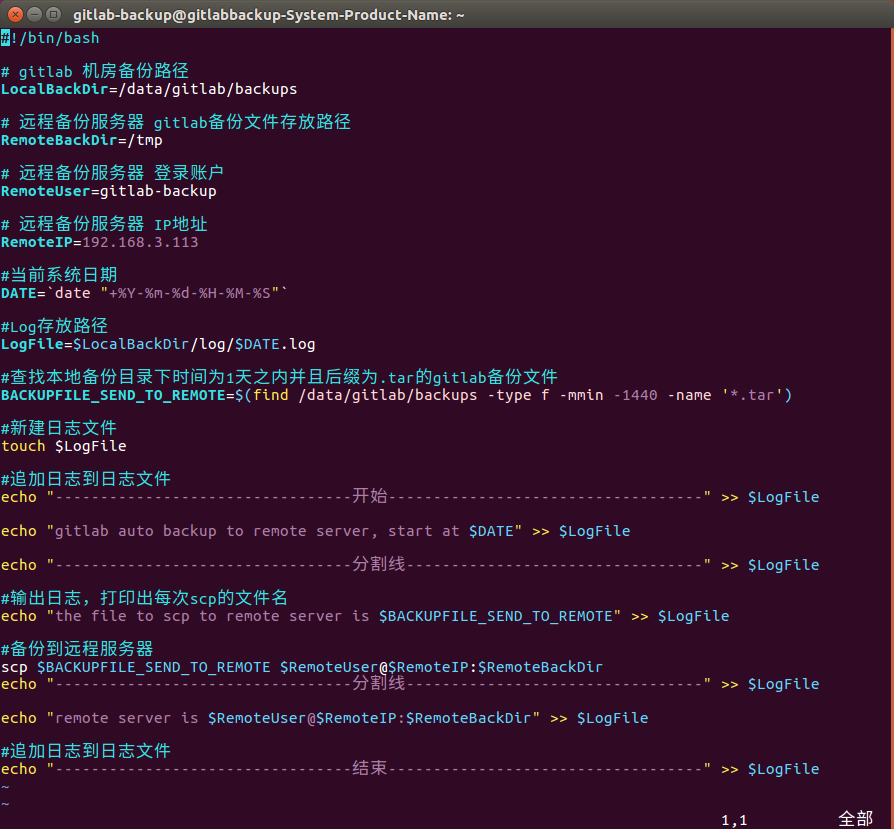 gitlab-backup@gitlabbackup-System-Product-Name: ~
#!/bin/bash
# gitlab 机房备份路径
LocalBackDir=/data/gitlab/backups
# 远程备份服务器 gitlab备份文件存放路径
RemoteBackDir=/tmp
# 远程备份服务器 登录账户
RemoteUser=gitlab-backup
# 远程备份服务器 IP地址
RemoteIP=192.168.3.113
#当前系统日期
DATE=`date "+%Y-%m-%d-%H-%M-%S"`
#Log存放路径
LogFile=$LocalBackDir/log/$DATE.log
#查找本地备份目录下时间为1天之内并且后缀为.tar的gitlab备份文件
BACKUPFILE_SEND_TO_REMOTE=$(find /data/gitlab/backups -type f -mmin -1440 -name '*.tar')
#新建日志文件
touch $LogFile
#追加日志到日志文件
echo "---------------------------------开始-----------------------------------" >> $LogFile
echo "gitlab auto backup to remote server, start at $DATE" >> $LogFile
echo "---------------------------------分割线---------------------------------" >> $LogFile
#输出日志，打印出每次scp的文件名
echo "the file to scp to remote server is $BACKUPFILE_SEND_TO_REMOTE" >> $LogFile
#备份到远程服务器
scp $BACKUPFILE_SEND_TO_REMOTE $RemoteUser@$RemoteIP:$RemoteBackDir
echo "---------------------------------分割线---------------------------------" >> $LogFile
echo "remote server is $RemoteUser@$RemoteIP:$RemoteBackDir" >> $LogFile
#追加日志到日志文件
echo "---------------------------------结束-----------------------------------" >> $LogFile
~
~
1,1 全部